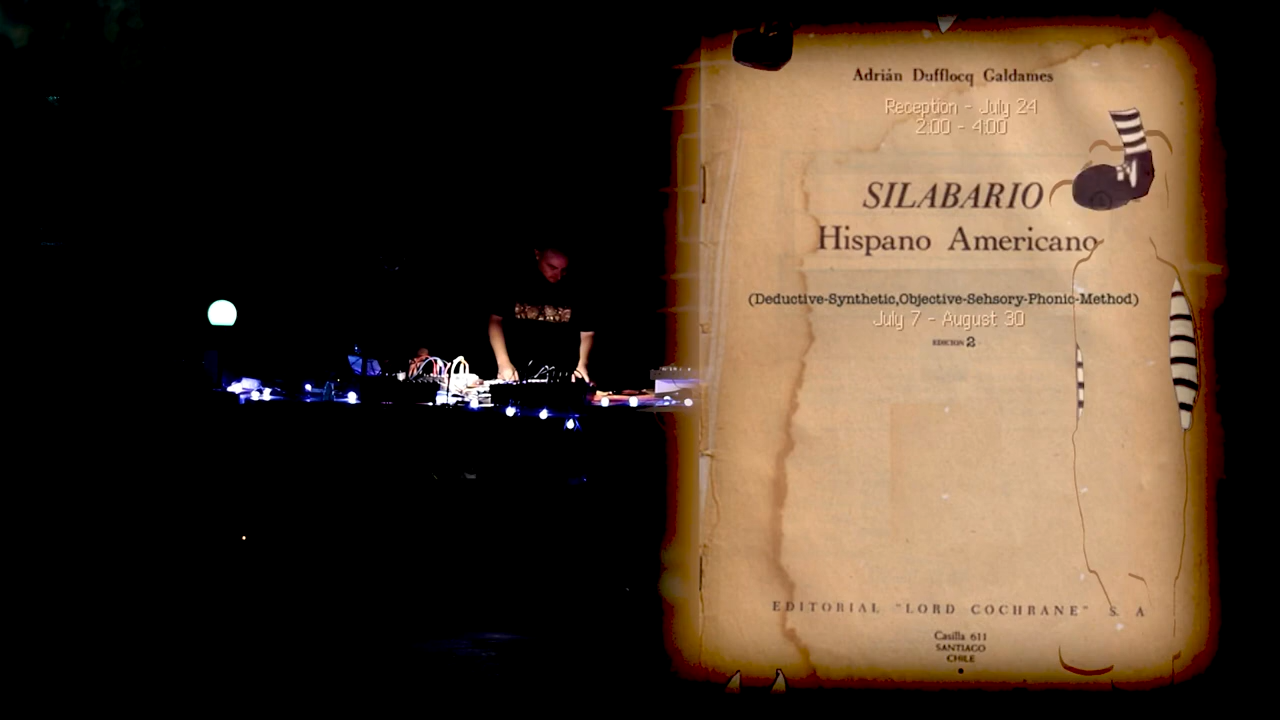 Adrián Dufflocq Galdames
Reception - July 24
2:00 - 4:00
SILABARIO
Hispano Americano
(Deductive-Synthetic,Objective-Sehsory-Phonic-Method)
July 7 - August 30
EDICION 2
EDITORIAL "LORD COCHRANE" S. A
Casilla 611
SANTIAGO
CHILE